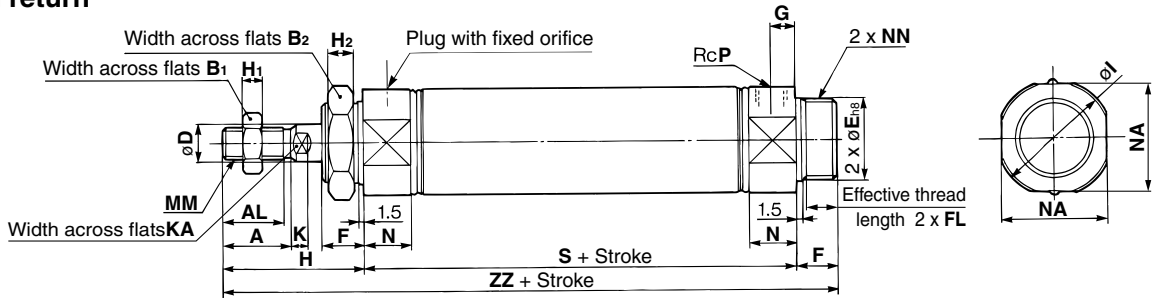 return
G
Width across flats B₂
H₂
Plug with fixed orifice
RcP
2 x NN
Width across flats B₁
H₁
øI
øD
2 x øEh8
NA
MM
AL
1.5
1.5
Effective thread
length 2 x FL
Width across flatsKA
A
K
F
N
N
F
NA
H
S + Stroke
ZZ + Stroke